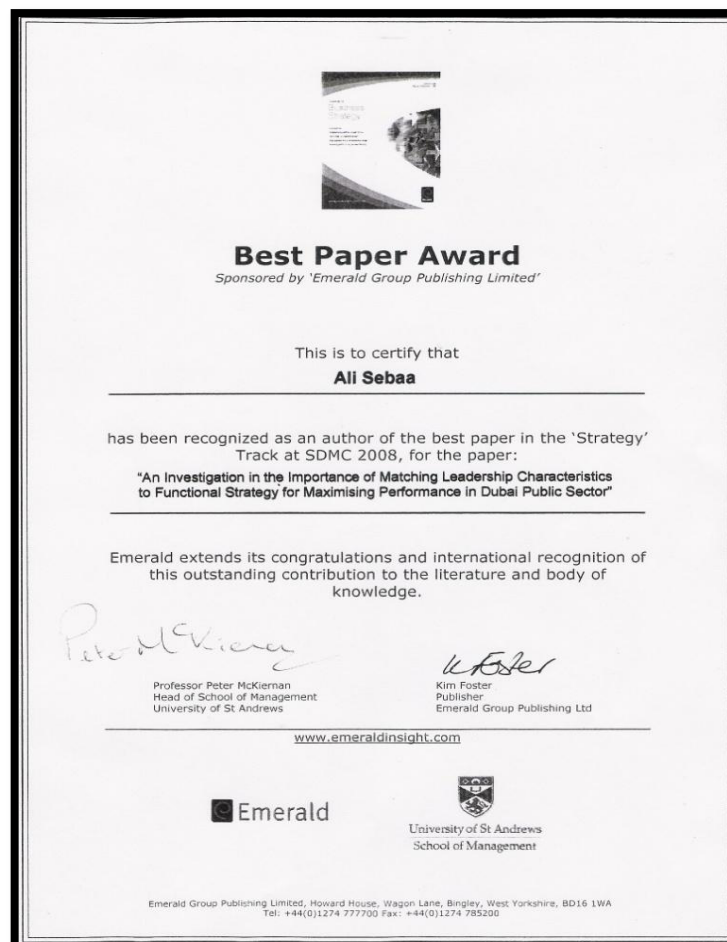 Business
Strategy
Best Paper Award
Sponsored by 'Emerald Group Publishing Limited'
This is to certify that
Ali Sebaa
has been recognized as an author of the best paper in the 'Strategy'
Track at SDMC 2008, for the paper:
"An Investigation in the Importance of Matching Leadership Characteristics
to Functional Strategy for Maximising Performance in Dubai Public Sector"
Emerald extends its congratulations and international recognition of
this outstanding contribution to the literature and body of
knowledge.
Peter McKiernan
K Foster
Professor Peter McKiernan
Head of School of Management
University of St Andrews
Kim Foster
Publisher
Emerald Group Publishing Ltd
www.emeraldinsight.com
Emerald
University of St Andrews
School of Management
Emerald Group Publishing Limited, Howard House, Wagon Lane, Bingley, West Yorkshire, BD16 1WA
Tel: +44(0)1274 777700 Fax: +44(0)1274 785200